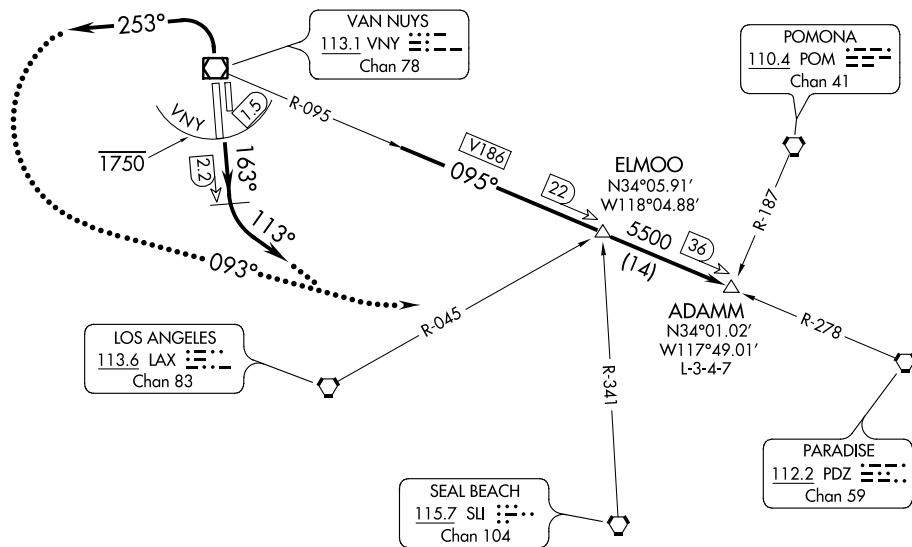 253°
VAN NUYS
113.1 VNY
Chan 78
POMONA
110.4 POM
Chan 41
1.5
VNY
1750
2.2
163°
113°
093°
R-095
V186
095°
22
ELMOO
N34°05.91'
W118°04.88'
R-187
5500
36
(14)
ADAMM
N34°01.02'
W117°49.01'
L-3-4-7
R-278
R-045
R-341
LOS ANGELES
113.6 LAX
Chan 83
SEAL BEACH
115.7 SLI
Chan 104
PARADISE
112.2 PDZ
Chan 59